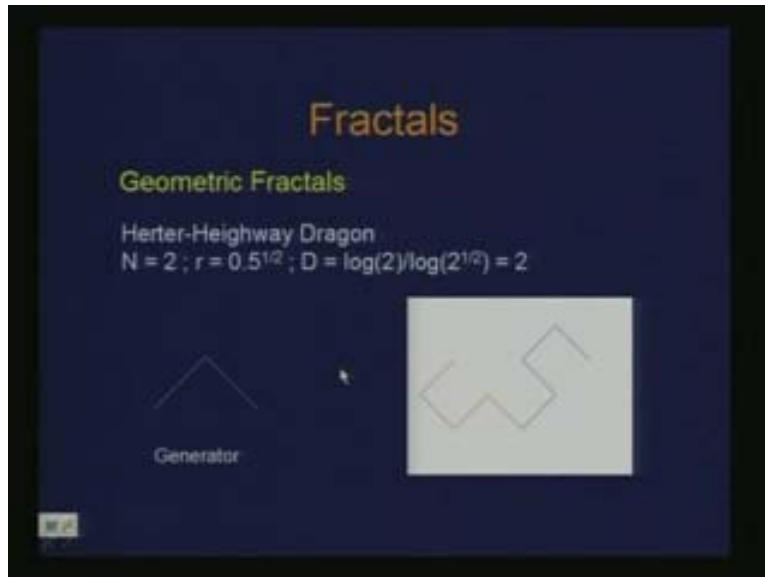 Fractals
Geometric Fractals
Herter-Heighway Dragon
N = 2 ; r = 0.5^1/2 ; D = log(2)/log(2^1/2) = 2
Generator